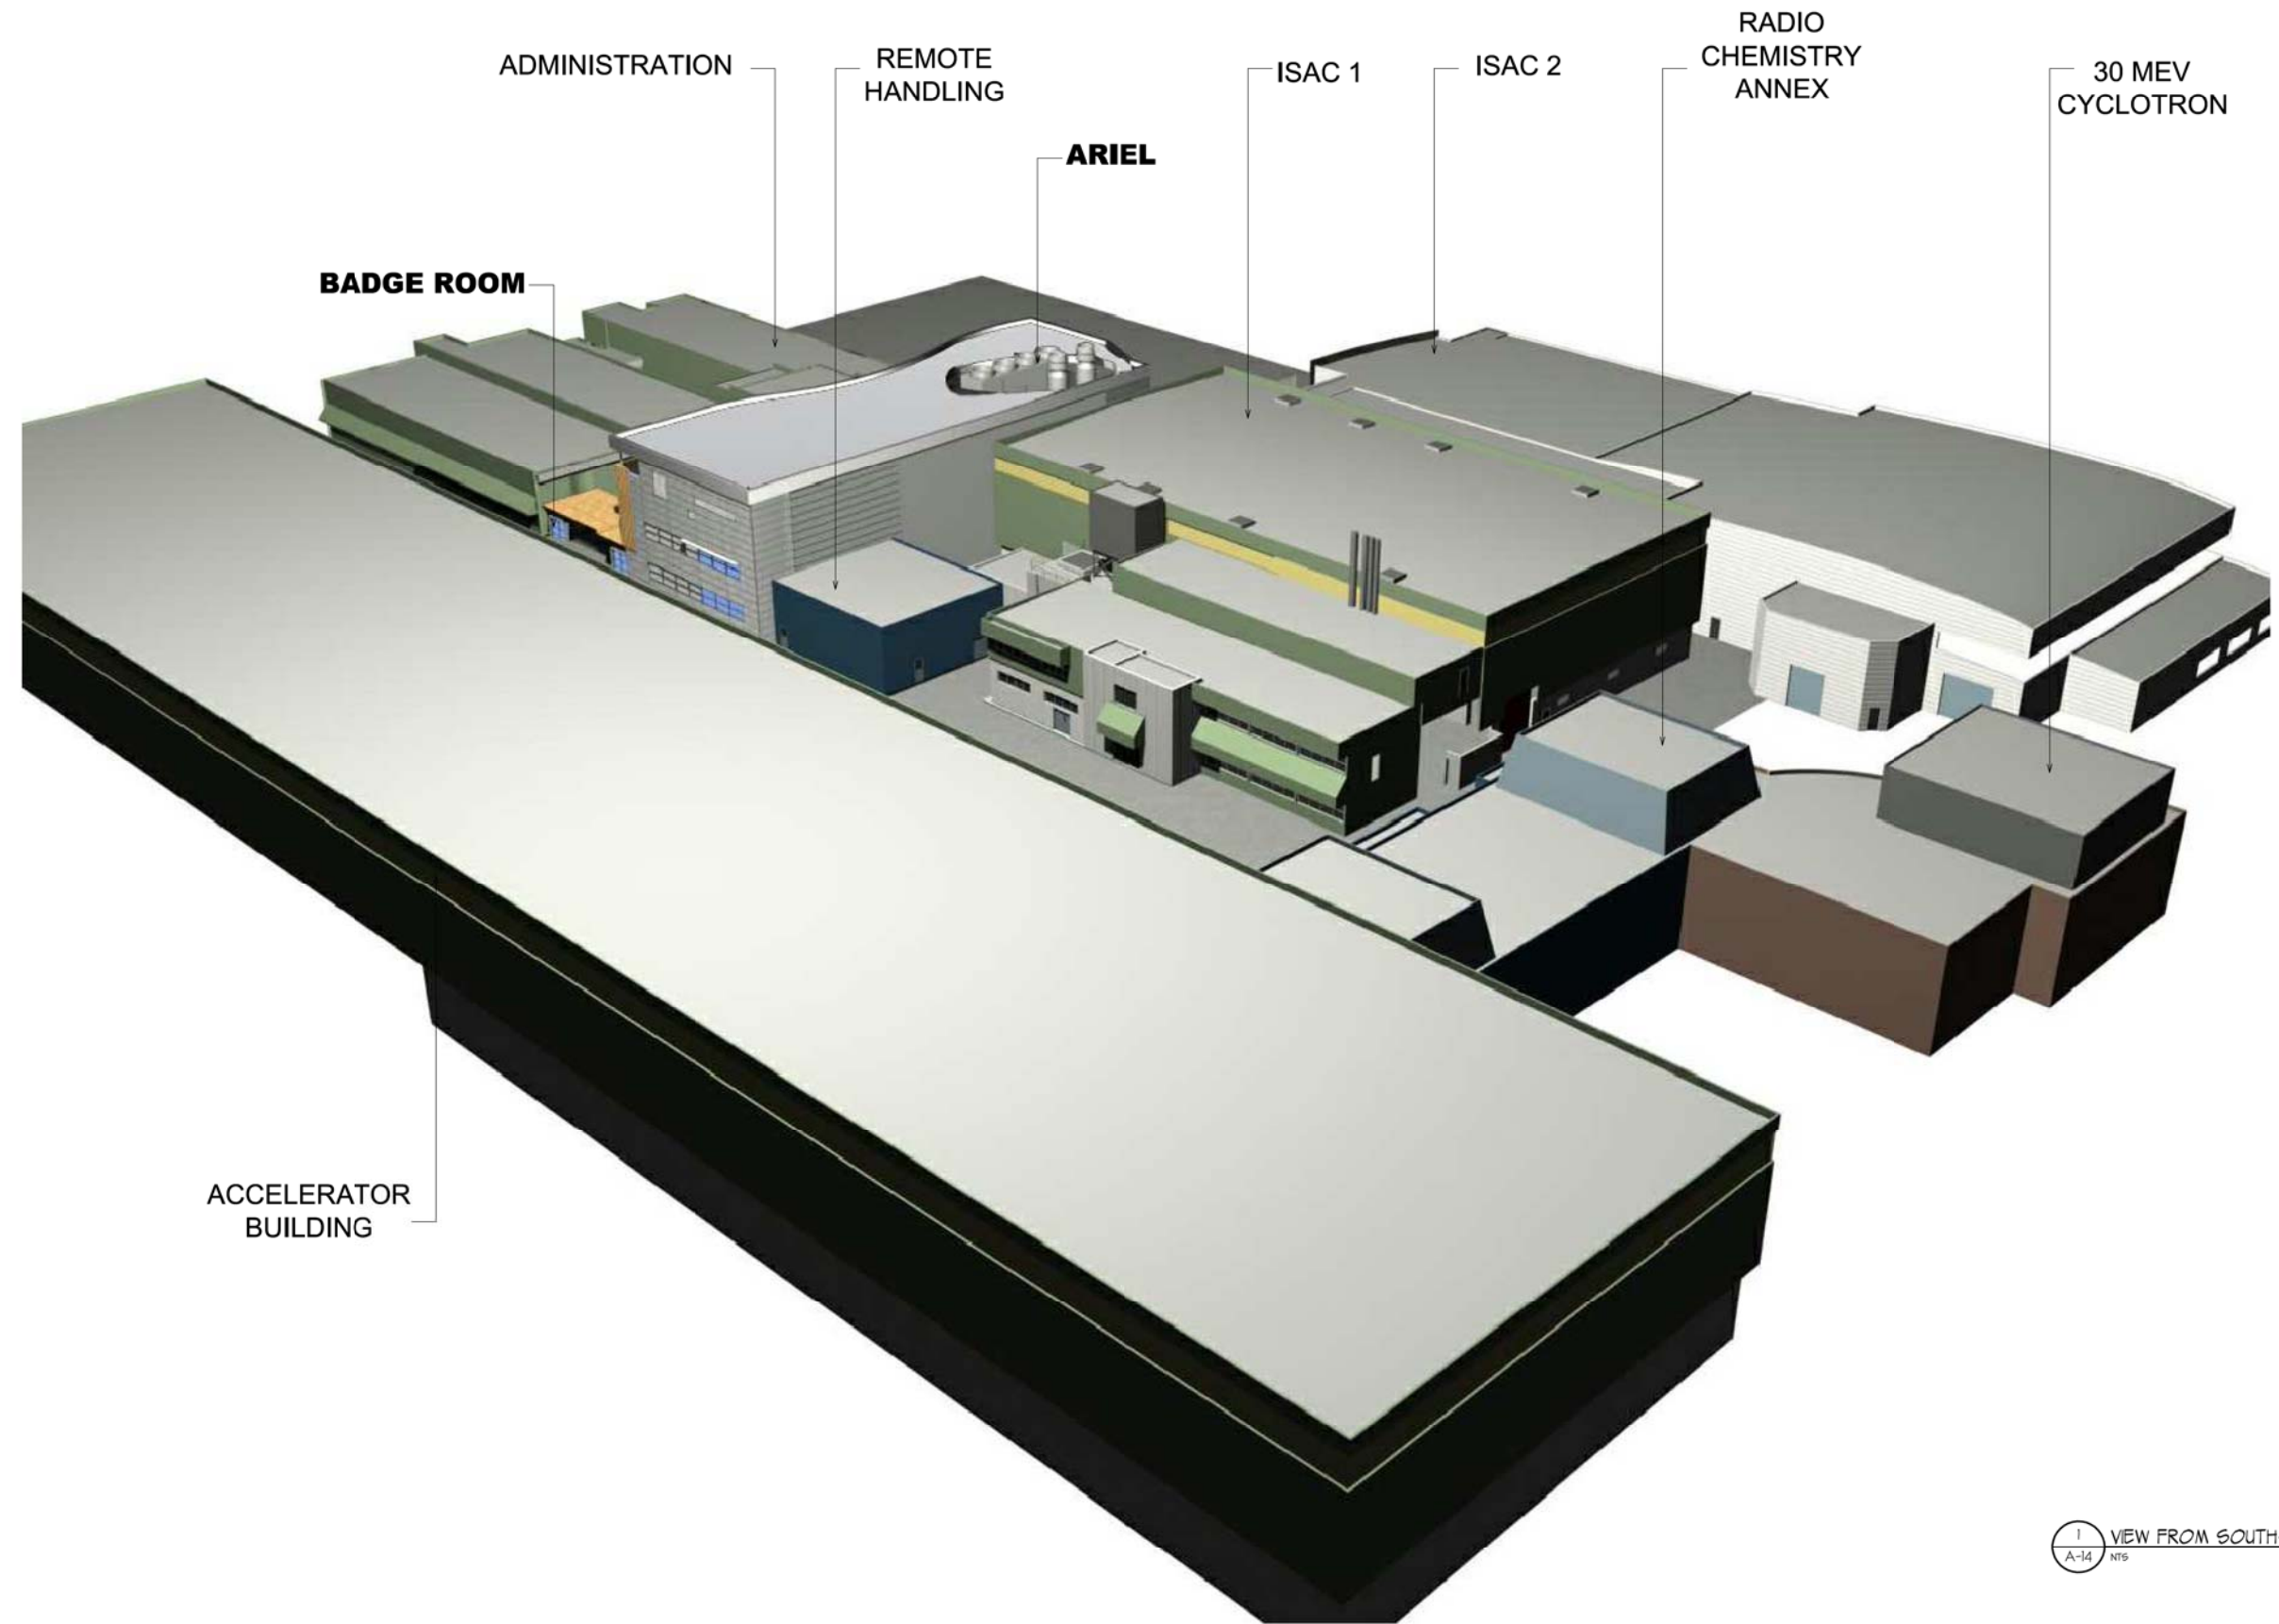 RADIO
CHEMISTRY
ANNEX
ADMINISTRATION
REMOTE
HANDLING
ISAC 1
ISAC 2
30 MEV
CYCLOTRON
ARIEL
BADGE ROOM
ACCELERATOR
BUILDING
1
A-14
VIEW FROM SOUTH
NTS